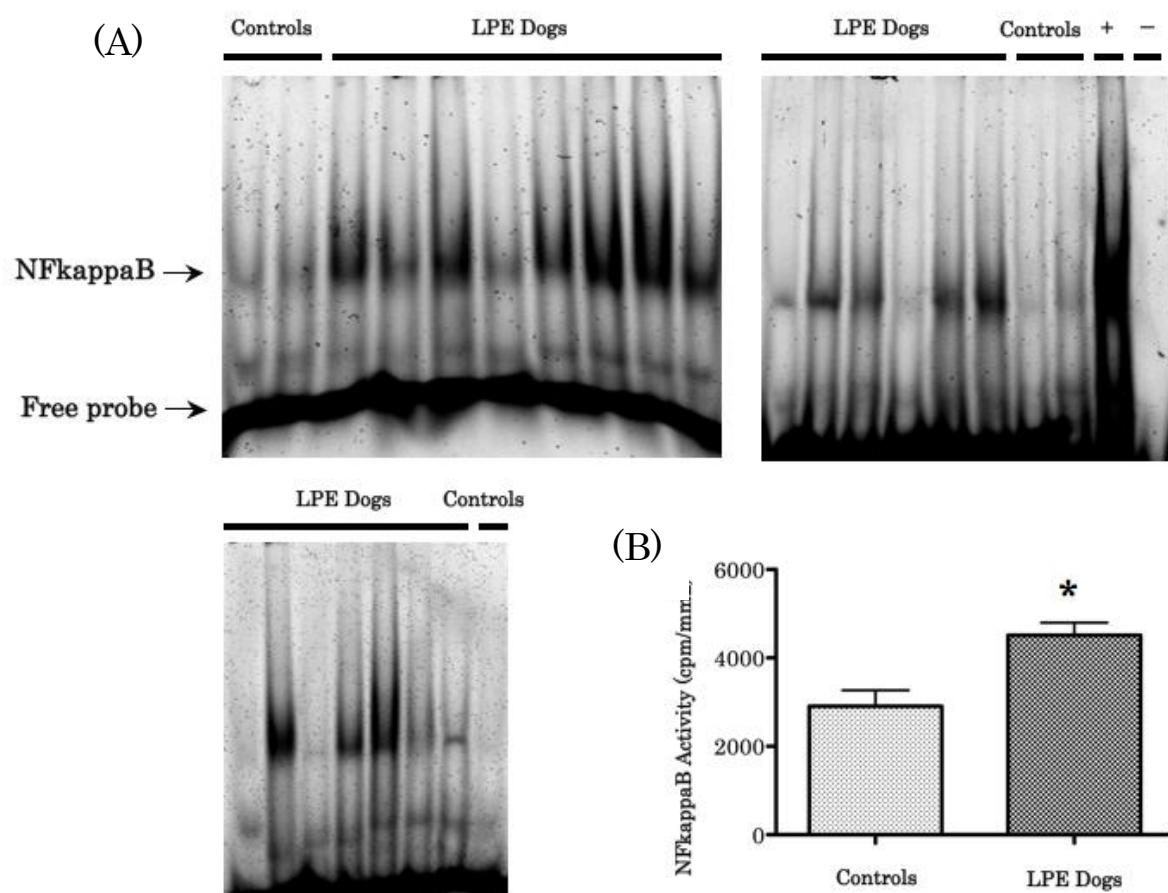 (A)
Controls LPE Dogs
LPE Dogs Controls + −
NFkappaB →
Free probe →
LPE Dogs Controls
(B)
NFkappaB Activity (cpm/mm
6000
4000
2000
0
*
Controls LPE Dogs